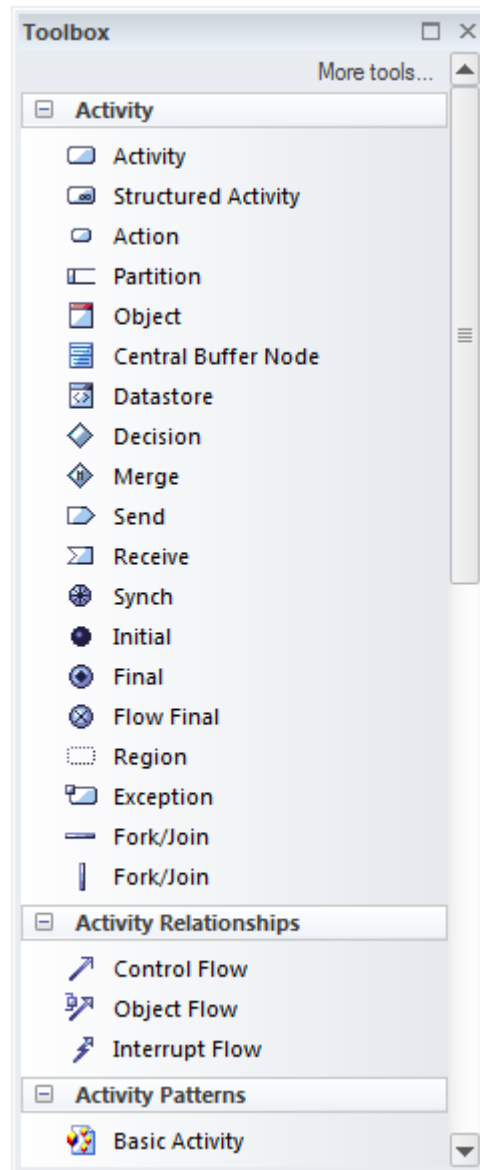 Toolbox
More tools...
Activity
Activity
Structured Activity
Action
Partition
Object
Central Buffer Node
Datastore
Decision
Merge
Send
Receive
Synch
Initial
Final
Flow Final
Region
Exception
Fork/Join
Fork/Join
Activity Relationships
Control Flow
Object Flow
Interrupt Flow
Activity Patterns
Basic Activity